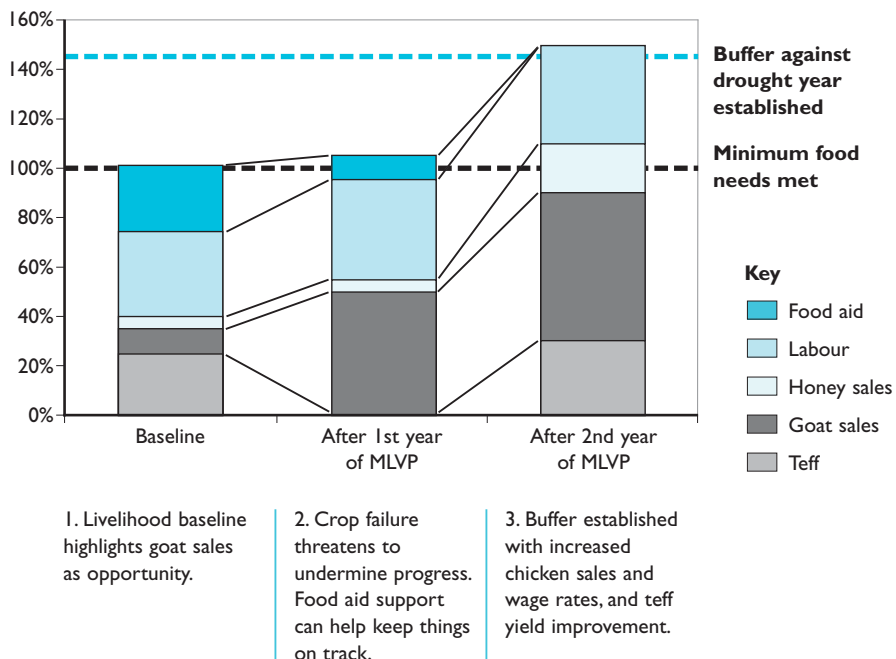 160%
140%
120%
100%
80%
60%
40%
20%
0%
Buffer against
drought year
established
Minimum food
needs met
Key
Food aid
Labour
Honey sales
Goat sales
Teff
Baseline
After 1st year
of MLVP
After 2nd year
of MLVP
1. Livelihood baseline
highlights goat sales
as opportunity.
2. Crop failure
threatens to
undermine progress.
Food aid support
can help keep things
on track.
3. Buffer established
with increased
chicken sales and
wage rates, and teff
yield improvement.